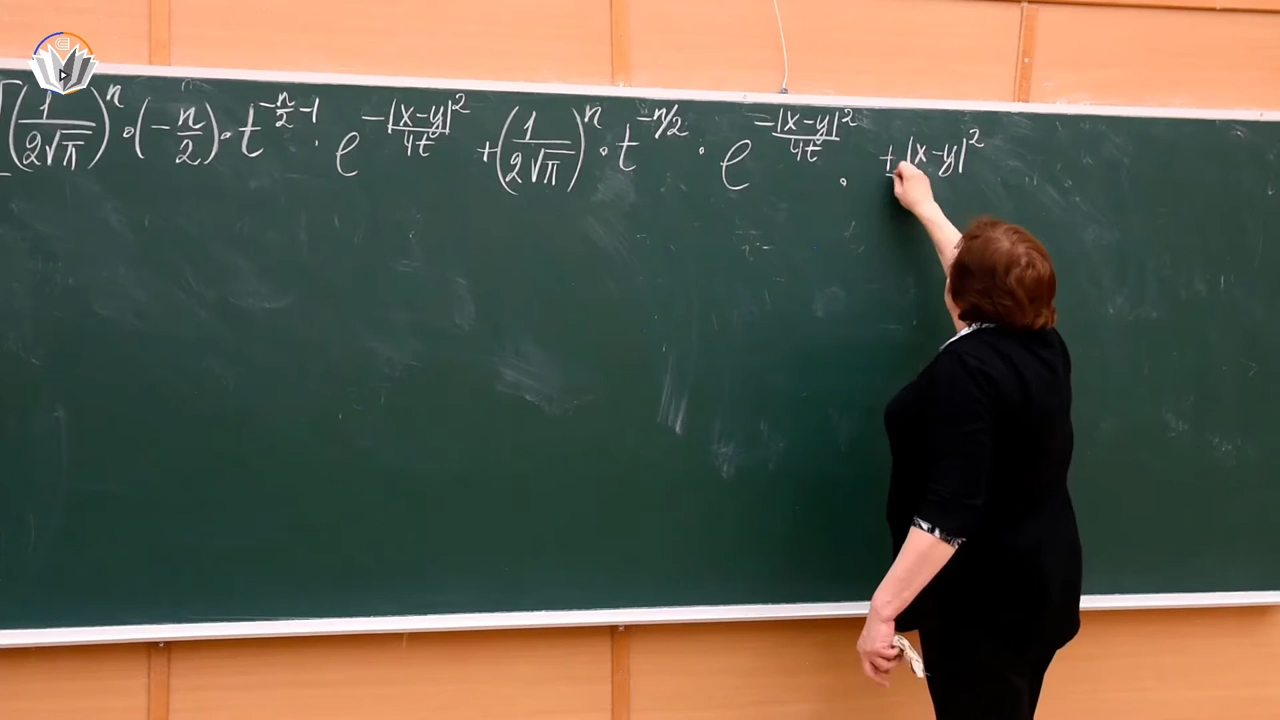 [(1/(2√π))ⁿ · (-n/2) · t^(-n/2 -1) · e^(-|x-y|²/4t) + (1/(2√π))ⁿ · t^(-n/2) · e^(-|x-y|²/4t) · +|x-y|²